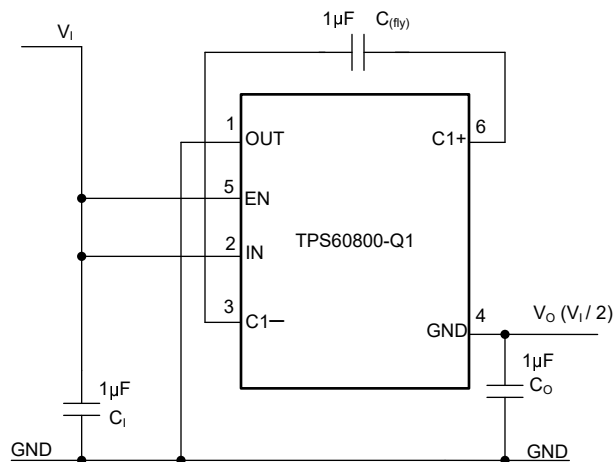 1µF C(fly)
VI
1
OUT
C1+
6
5
EN
2
IN
TPS60800-Q1
3
C1—
GND
4
VO (VI / 2)
1µF
CI
1µF
CO
GND
GND